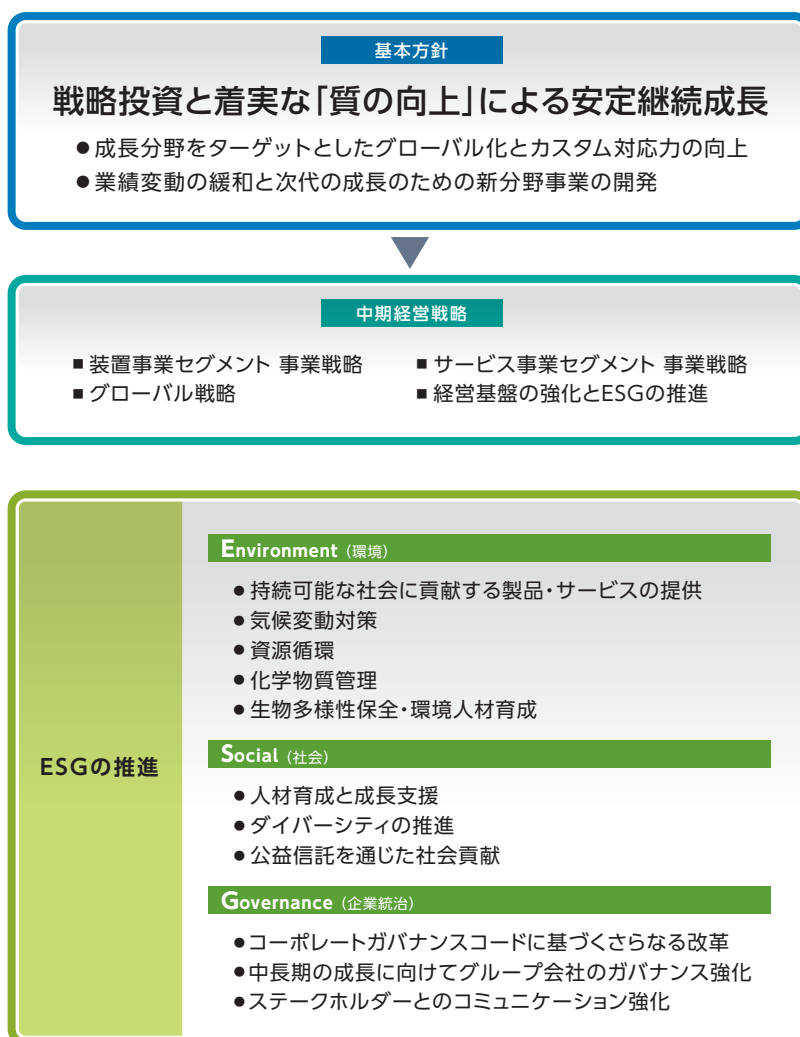 基本方針
戦略投資と着実な「質の向上」による安定継続成長
●成長分野をターゲットとしたグローバル化とカスタム対応力の向上
●業績変動の緩和と次代の成長のための新分野事業の開発
中期経営戦略
■装置事業セグメント 事業戦略 ■サービス事業セグメント 事業戦略
■グローバル戦略 ■経営基盤の強化とESGの推進
ESGの推進
Environment（環境）
●持続可能な社会に貢献する製品・サービスの提供
●気候変動対策
●資源循環
●化学物質管理
●生物多様性保全・環境人材育成
Social（社会）
●人材育成と成長支援
●ダイバーシティの推進
●公益信託を通じた社会貢献
Governance（企業統治）
●コーポレートガバナンスコードに基づくさらなる改革
●中長期の成長に向けてグループ会社のガバナンス強化
●ステークホルダーとのコミュニケーション強化